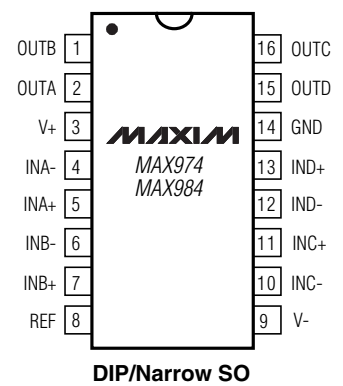 OUTB 1 16 OUTC
OUTA 2 15 OUTD
V+ 3 MAXIM 14 GND
INA- 4 MAX974 13 IND+
INA+ 5 MAX984 12 IND-
INB- 6 11 INC+
INB+ 7 10 INC-
REF 8 9 V-
DIP/Narrow SO